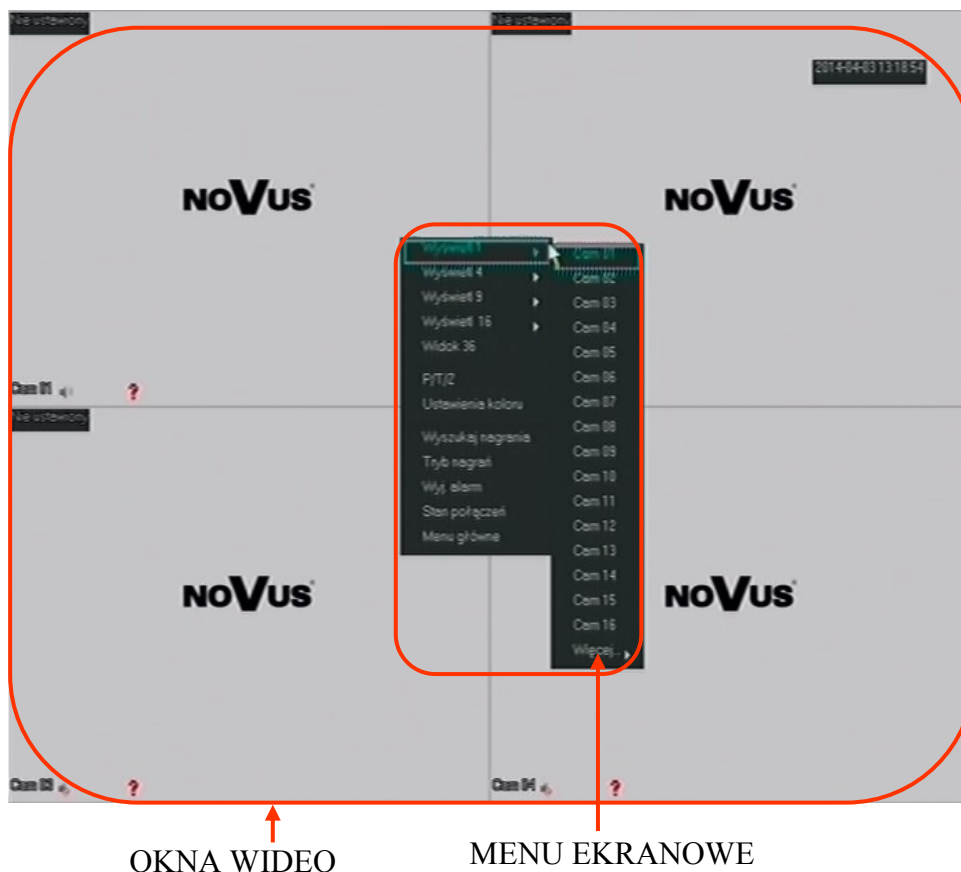 Nie ustawiony
Nie ustawiony
2014-04-03 13:18:54
NOVUS
NOVUS
Wyświetl 1
Wyświetl 4
Wyświetl 9
Wyświetl 16
Widok 36
P/T/Z
Ustawienia koloru
Wyszukaj nagrania
Tryb nagrań
Wyj. alarm
Stan połączeń
Menu główne
Cam 01
Cam 02
Cam 03
Cam 04
Cam 05
Cam 06
Cam 07
Cam 08
Cam 09
Cam 10
Cam 11
Cam 12
Cam 13
Cam 14
Cam 15
Cam 16
Więcej...
Cam 01 ?
Nie ustawiony
NOVUS
NOVUS
Cam 03 ?
Cam 04 ?
OKNA WIDEO
MENU EKRANOWE